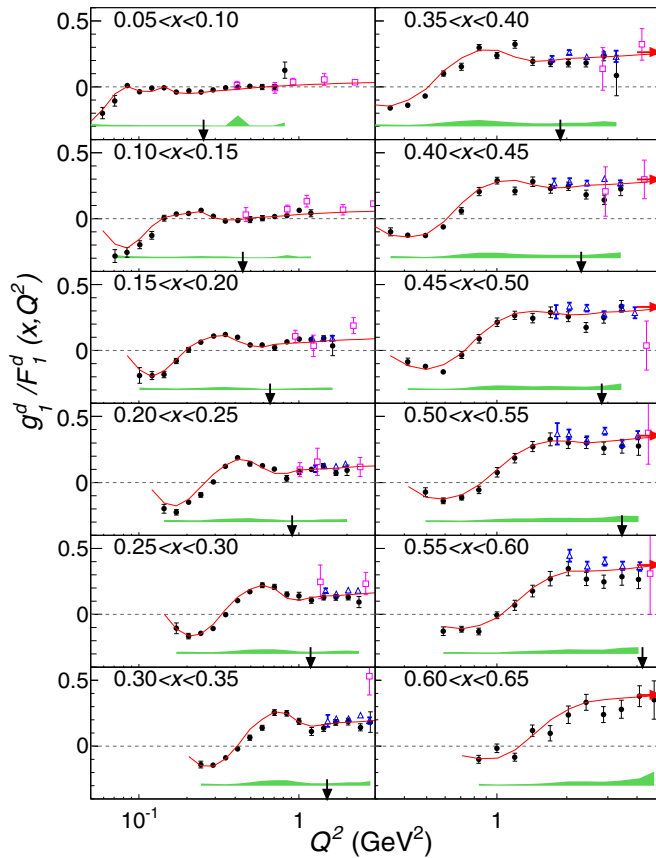 0.05<x<0.10
0.35<x<0.40
0.5
0
0.10<x<0.15
0.40<x<0.45
0.5
0
0.15<x<0.20
0.45<x<0.50
0.5
0
0.20<x<0.25
0.50<x<0.55
0.5
0
0.25<x<0.30
0.55<x<0.60
0.5
0
0.30<x<0.35
0.60<x<0.65
0.5
0
g₁ᵈ/F₁ᵈ (x,Q²)
10⁻¹ 1 1
Q² (GeV²)